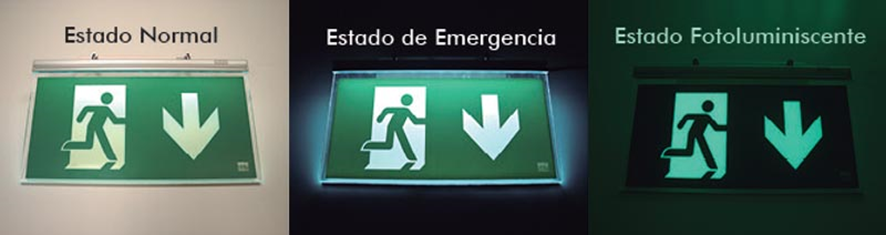 Estado Normal
Estado de Emergencia
Estado Fotoluminiscente